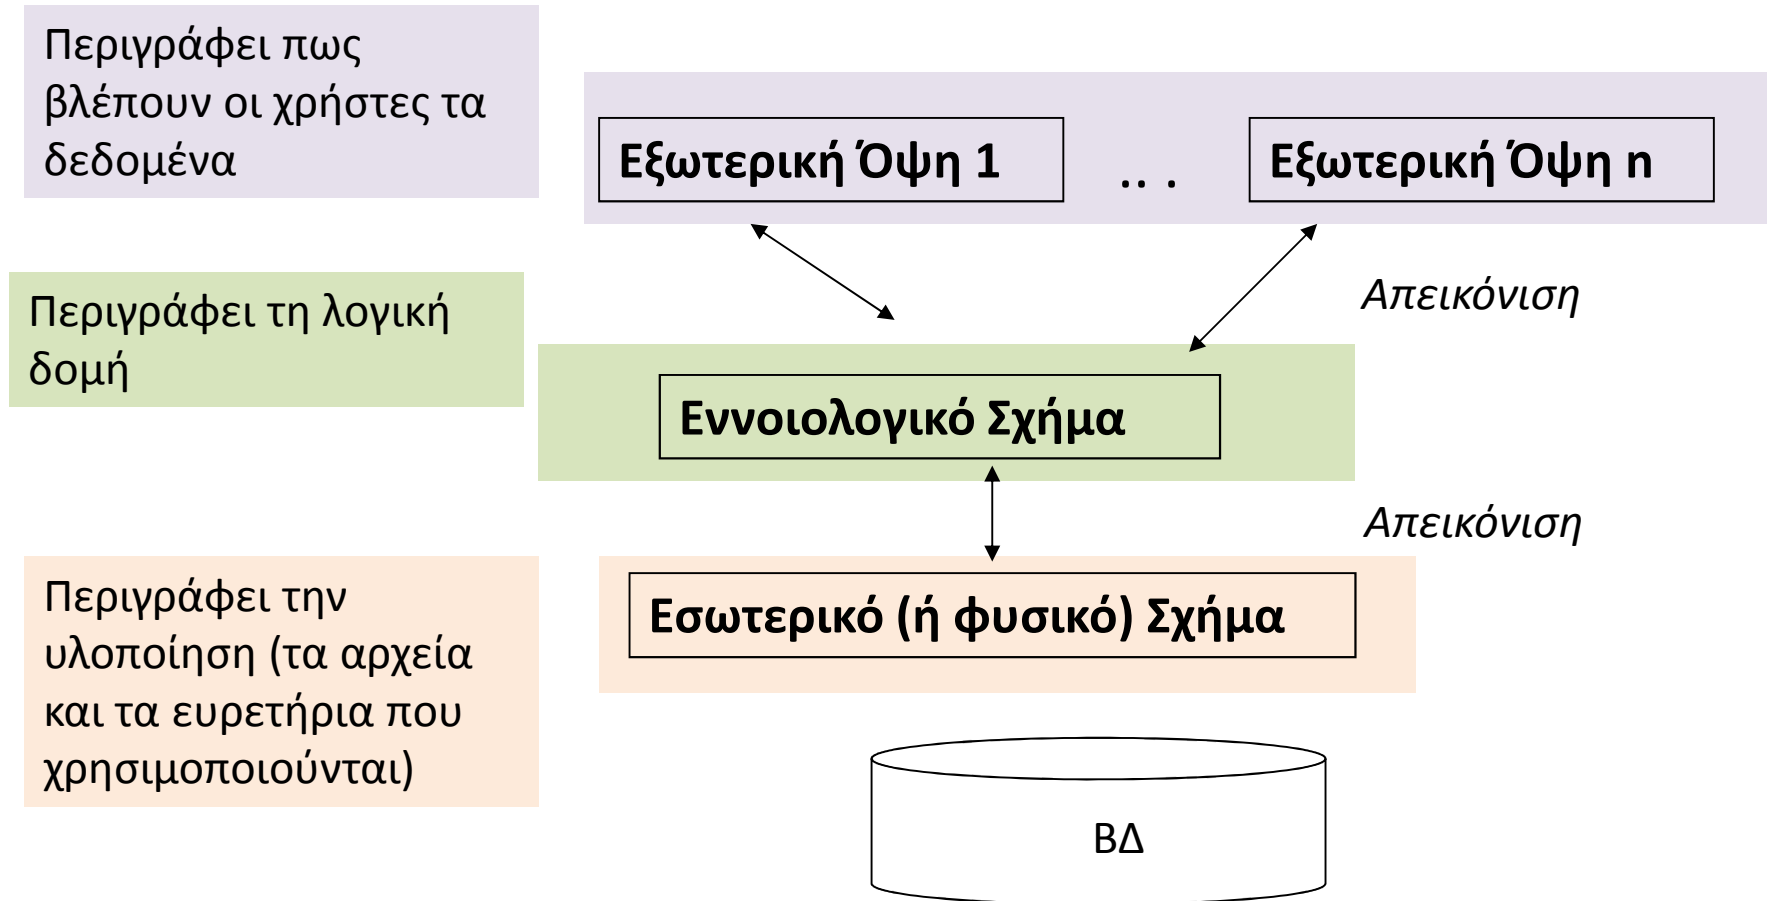 Περιγράφει πως
βλέπουν οι χρήστες τα
δεδομένα
Εξωτερική Όψη 1
.. .
Εξωτερική Όψη n
Απεικόνιση
Περιγράφει τη λογική
δομή
Εννοιολογικό Σχήμα
Απεικόνιση
Περιγράφει την
υλοποίηση (τα αρχεία
και τα ευρετήρια που
χρησιμοποιούνται)
Εσωτερικό (ή φυσικό) Σχήμα
ΒΔ